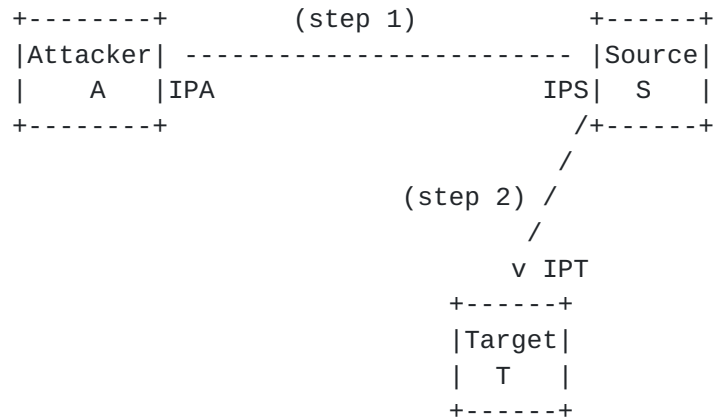 +--------+ (step 1) +------+
|Attacker| ------------------------- |Source|
| A |IPA IPS| S |
+--------+ /+------+
/
(step 2) /
/
v IPT
+------+
|Target|
| T |
+------+